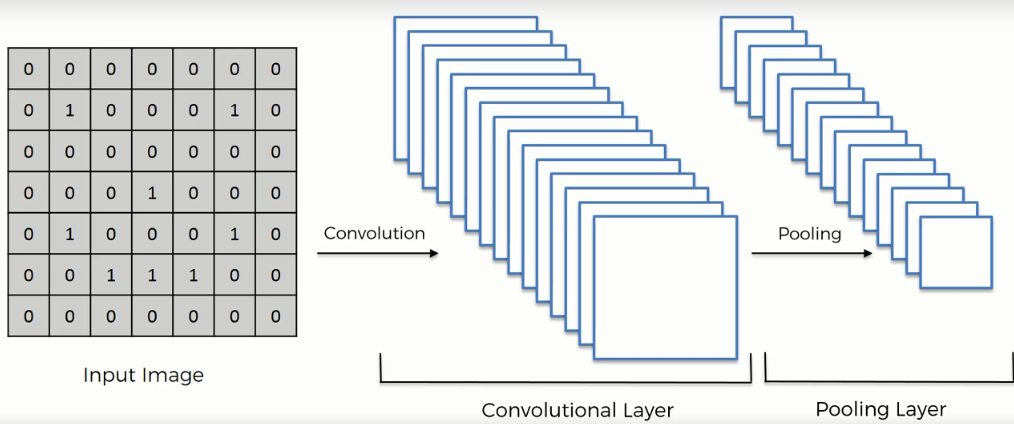 0 0 0 0 0 0 0
0 1 0 0 0 1 0
0 0 0 0 0 0 0
0 0 0 1 0 0 0
0 1 0 0 0 1 0
0 0 1 1 1 0 0
0 0 0 0 0 0 0
Input Image
Convolution
Convolutional Layer
Pooling
Pooling Layer